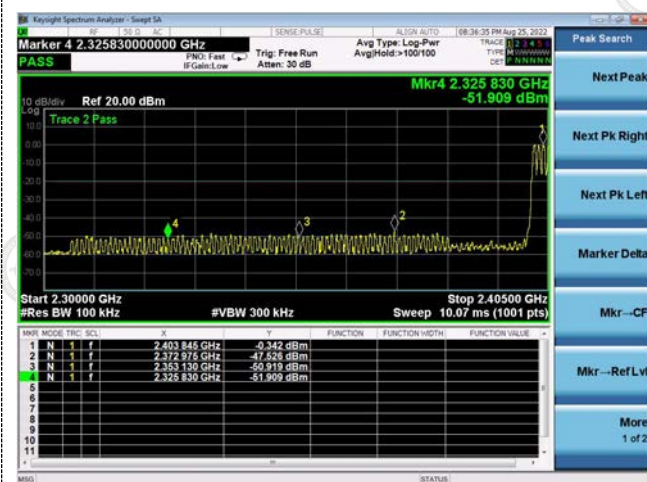 Keysight Spectrum Analyzer - Swept SA
RF 50 Ω AC SENSE:PULSE ALIGN AUTO 08:36:35 PM Aug 25, 2022
Marker 4 2.325830000000 GHz
PASS
PNO: Fast
IFGain:Low
Trig: Free Run
Atten: 30 dB
Avg Type: Log-Pwr
Avg|Hold:>100/100
TRACE 1 2 3 4 5 6
TYPE
DET P N N N N N
Peak Search
Mkr4 2.325 830 GHz
-51.909 dBm
10 dB/div Ref 20.00 dBm
Log
Trace 2 Pass
10.0
0.00
-10.0
-20.0
-30.0
-40.0
-50.0
-60.0
-70.0
1
2
3
4
Start 2.30000 GHz
#Res BW 100 kHz
#VBW 300 kHz
Stop 2.40500 GHz
Sweep 10.07 ms (1001 pts)
MKR MODE TRC SCL X Y FUNCTION FUNCTION WIDTH FUNCTION VALUE
1 N 1 f 2.403 845 GHz -0.342 dBm
2 N 1 f 2.372 975 GHz -47.526 dBm
3 N 1 f 2.353 130 GHz -50.919 dBm
4 N 1 f 2.325 830 GHz -51.909 dBm
5
6
7
8
9
10
11
MSG STATUS
Next Peak
Next Pk Right
Next Pk Left
Marker Delta
Mkr→CF
Mkr→Ref Lvl
More
1 of 2